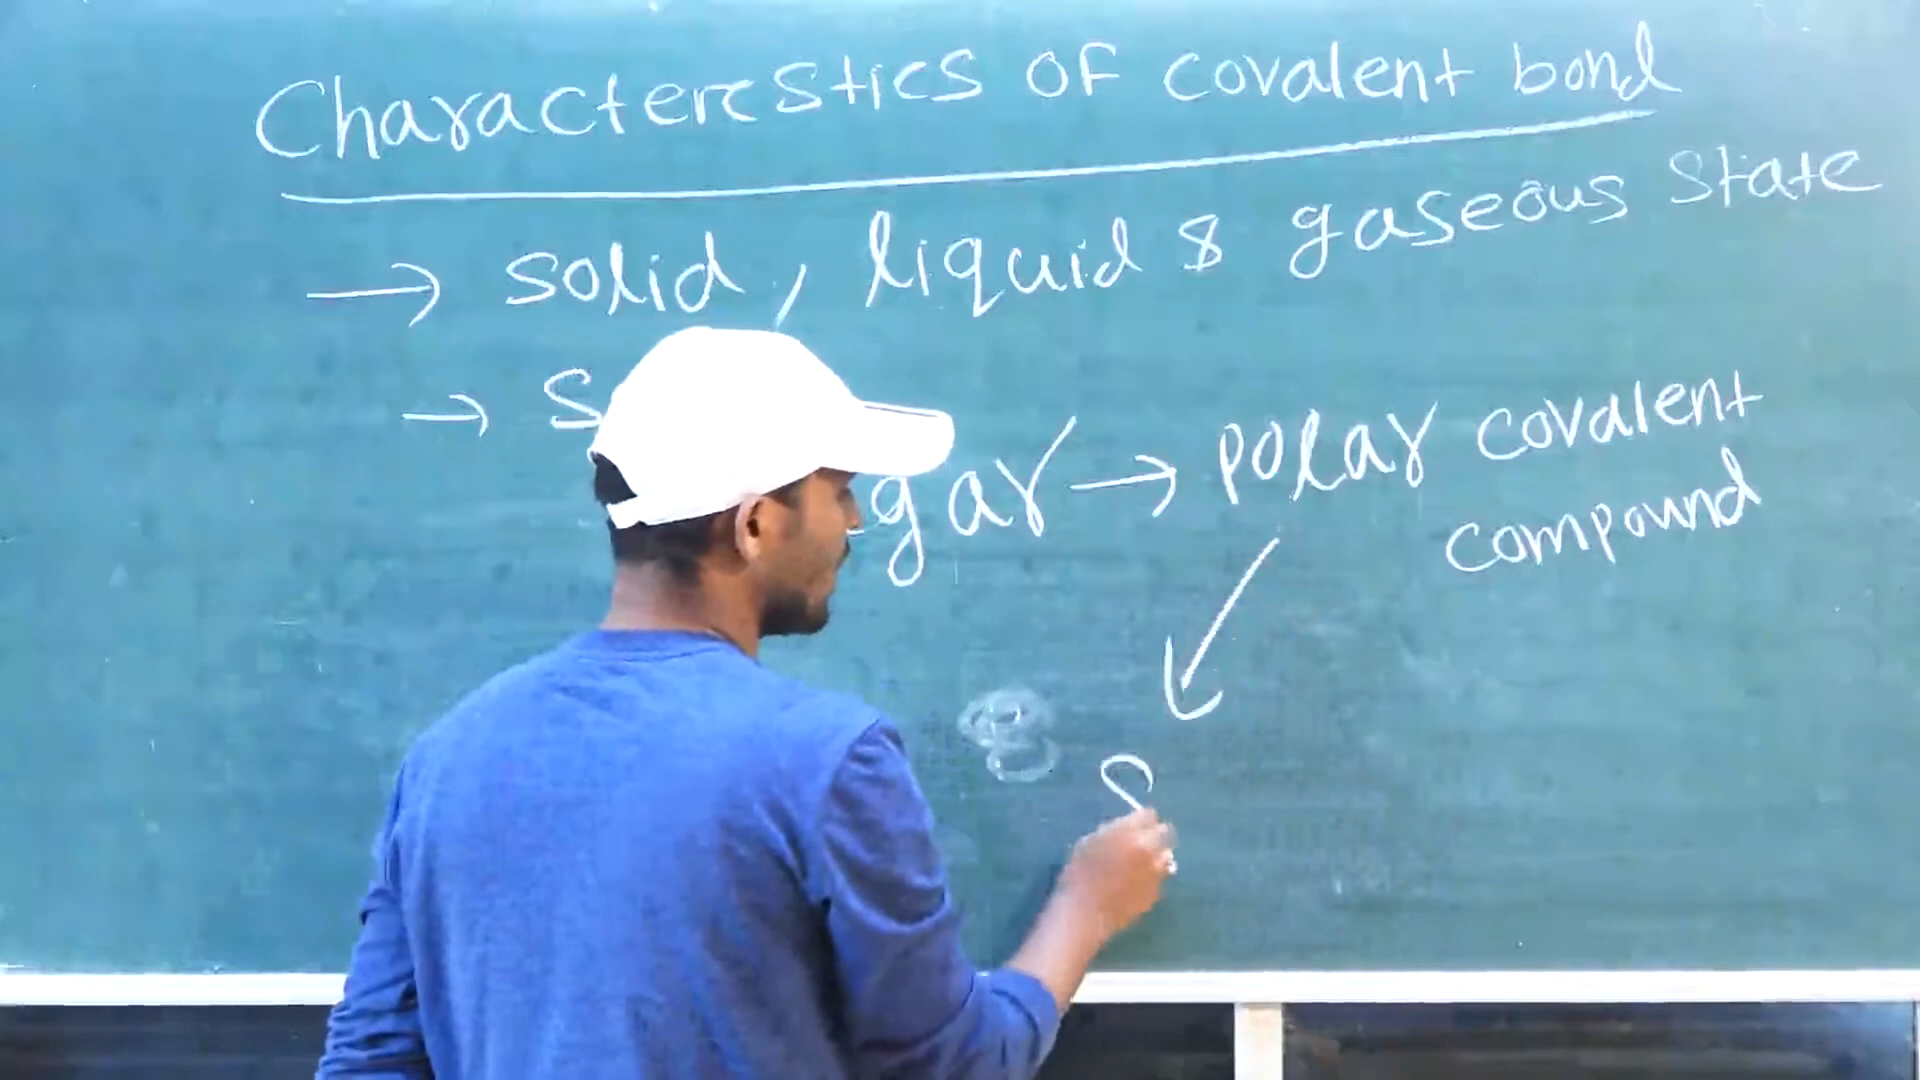 Characterestics OF covalent bond
→ solid, liquid & gaseous state
→ S
gar → polar covalent
compound
S